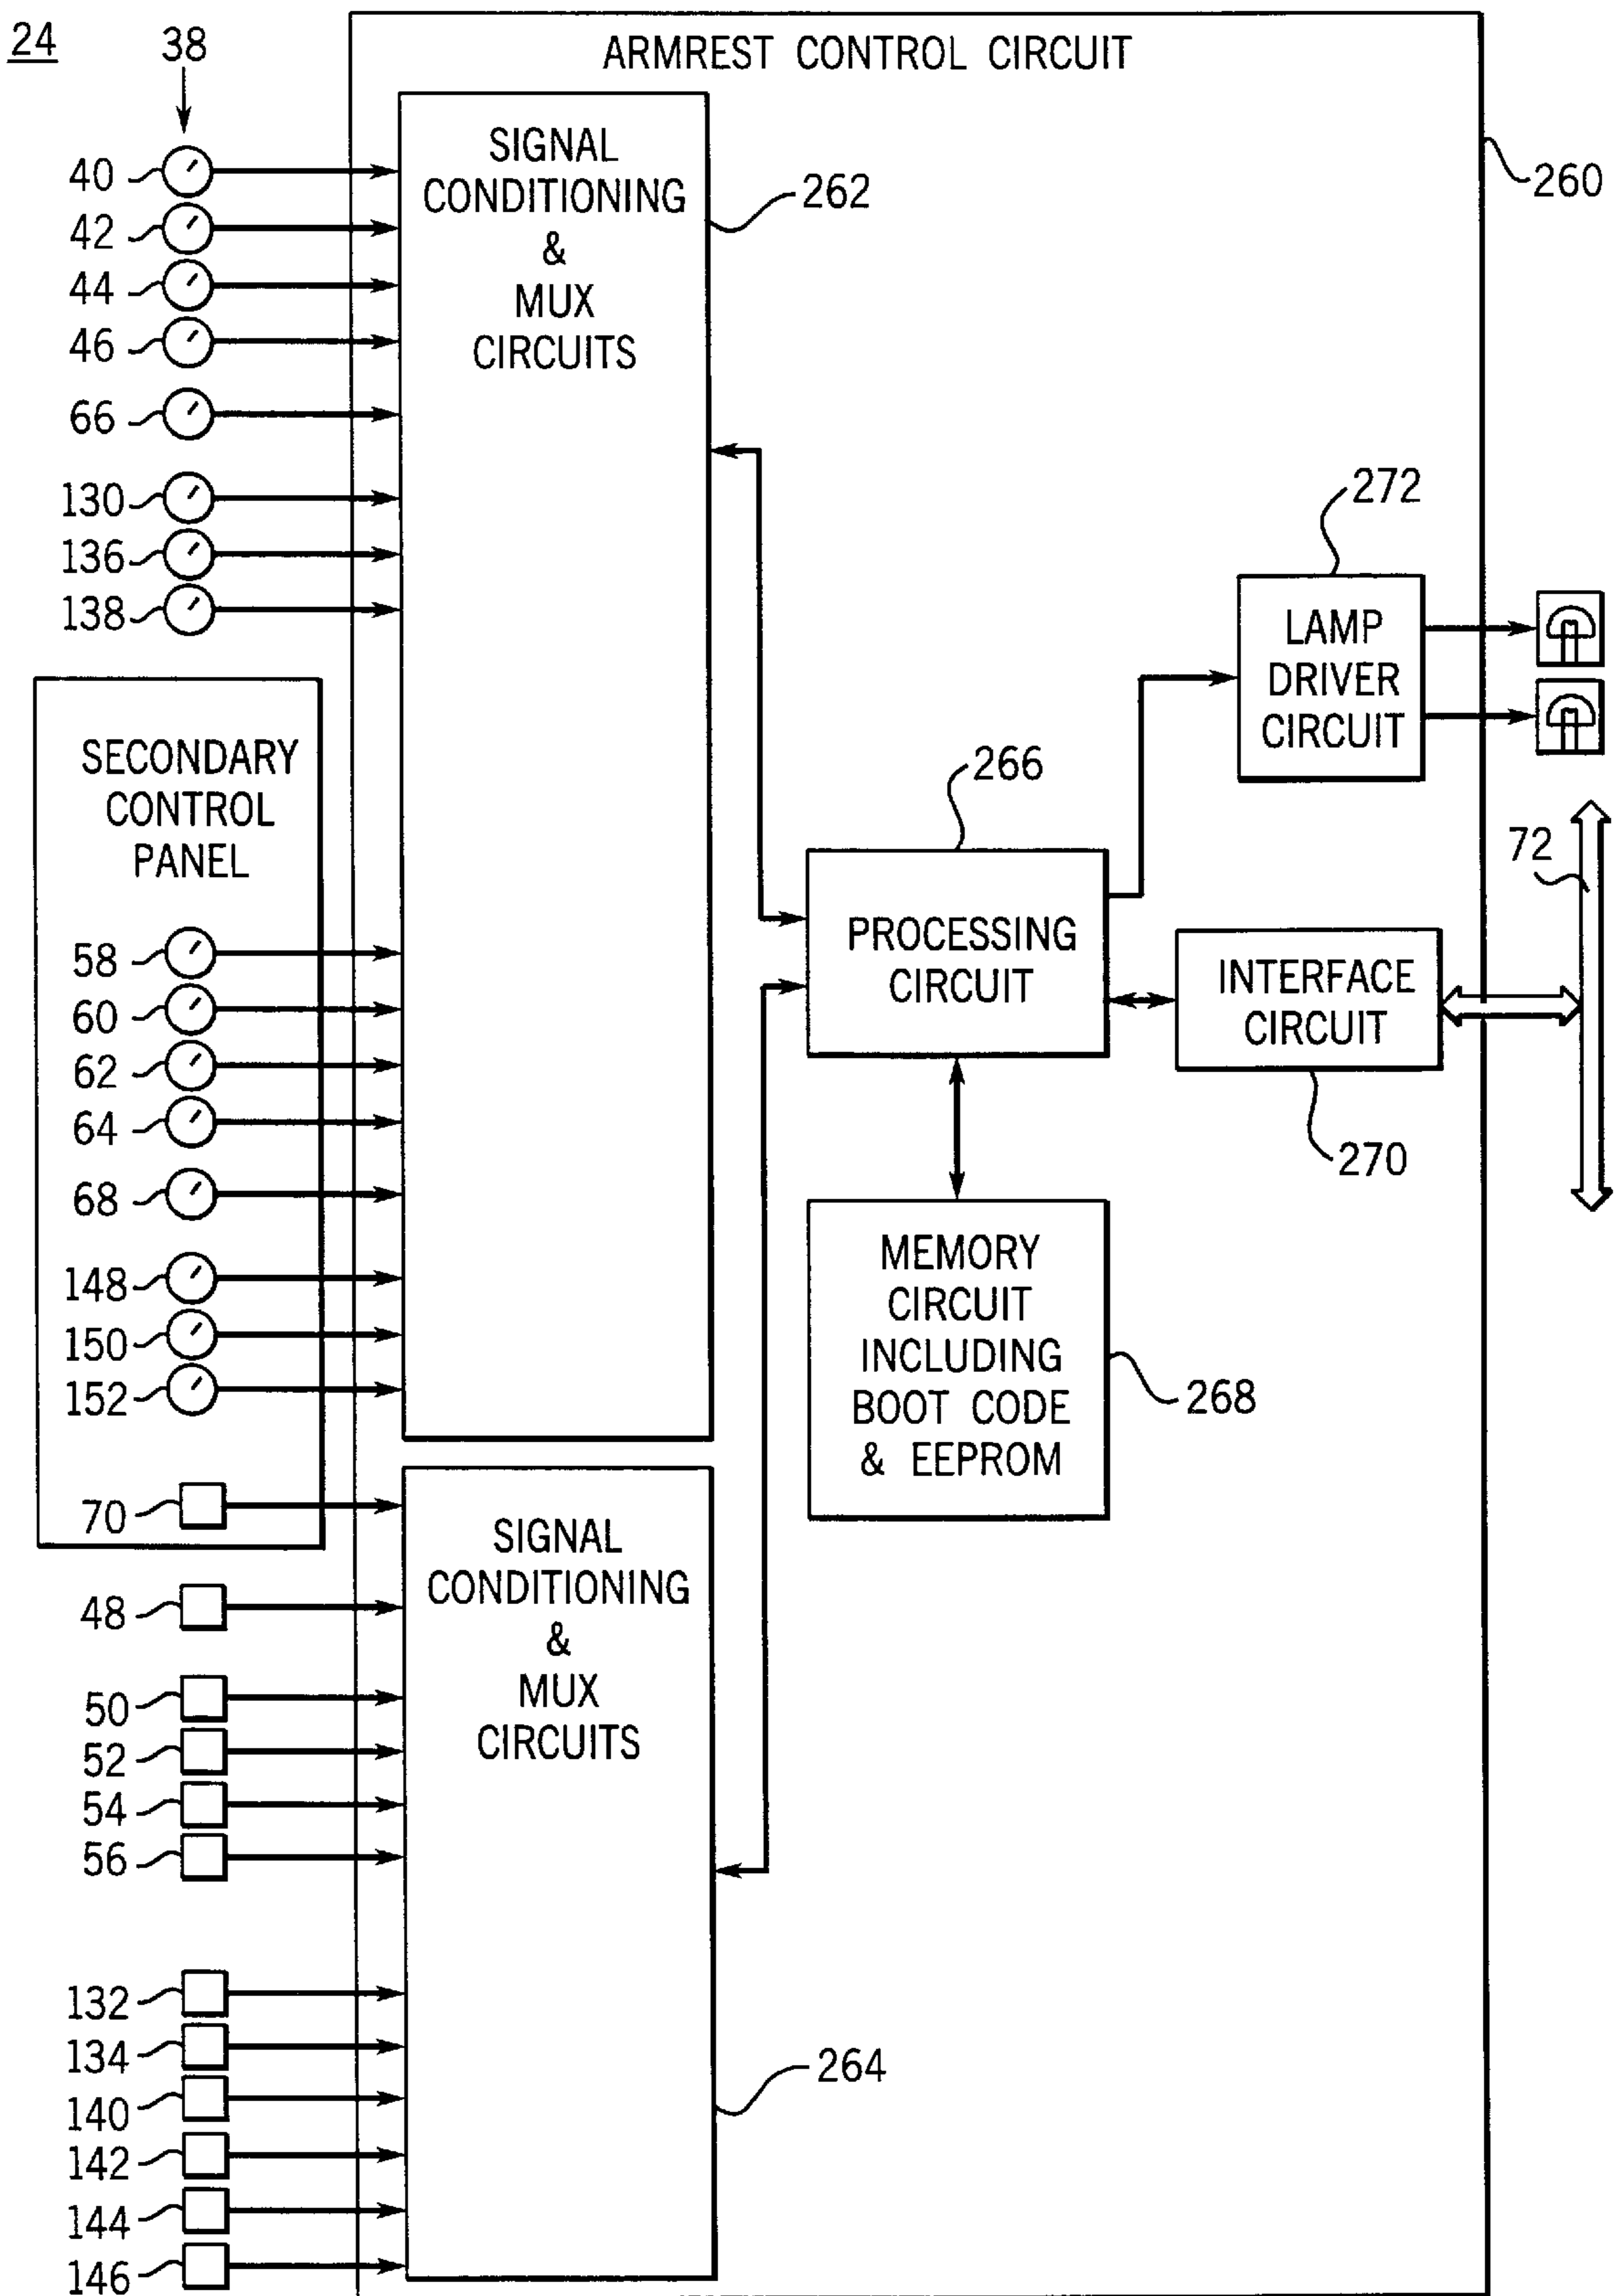 24
38
ARMREST CONTROL CIRCUIT
SIGNAL
CONDITIONING
&
MUX
CIRCUITS
262
260
40
42
44
46
66
130
136
138
272
LAMP
DRIVER
CIRCUIT
SECONDARY
CONTROL
PANEL
266
72
PROCESSING
CIRCUIT
INTERFACE
CIRCUIT
270
58
60
62
64
68
148
150
152
MEMORY
CIRCUIT
INCLUDING
BOOT CODE
& EEPROM
268
70
SIGNAL
CONDITIONING
&
MUX
CIRCUITS
48
50
52
54
56
132
134
140
142
144
146
264